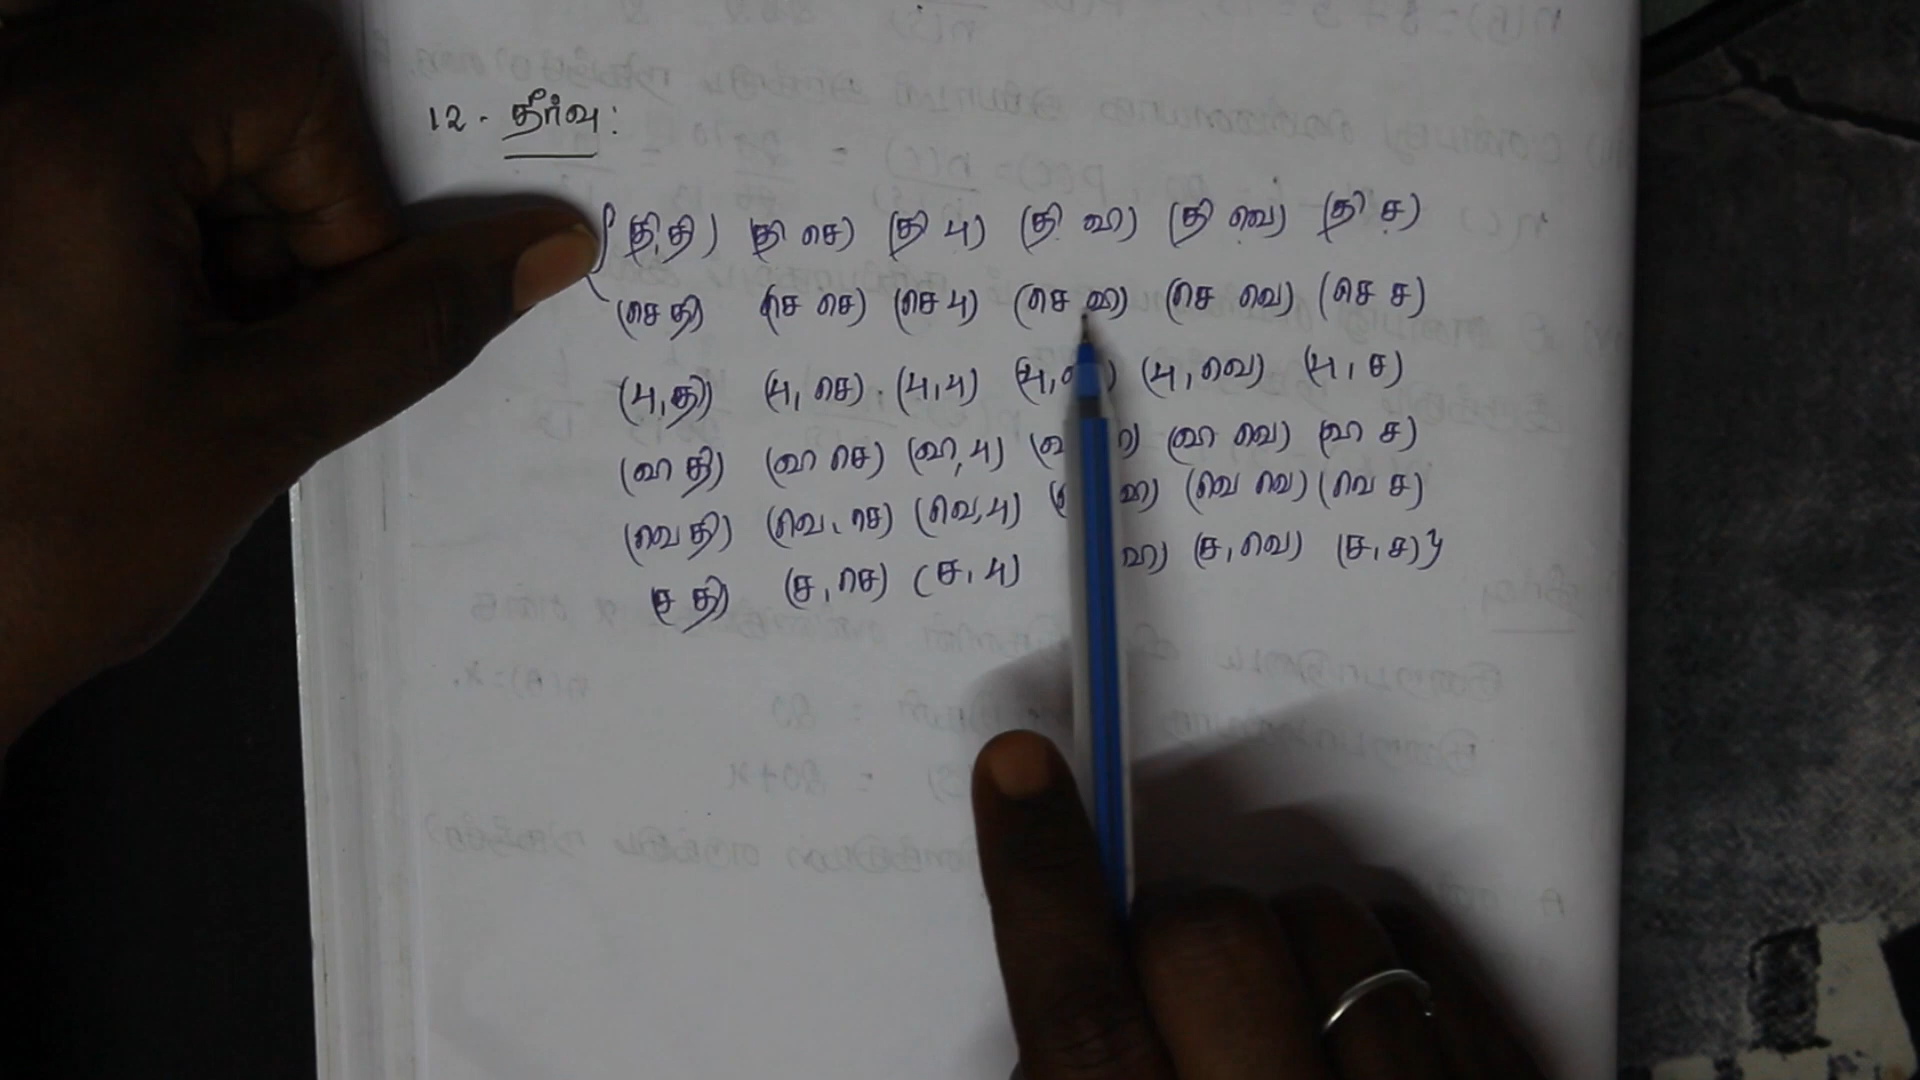 12. தீர்வு:
{(தி,தி) (தி செ) (தி பு) (தி வி) (தி வெ) (தி ச)
(செ தி) (செ செ) (செ பு) (செ வி) (செ வெ) (செ ச)
(பு,தி) (பு, செ) (பு,பு) (பு, வெ) (பு, ச)
(வி தி) (வி செ) (வி, பு) (வி வெ) (வி ச)
(வெ தி) (வெ, செ) (வெ,பு) (வெ வெ) (வெ ச)
(ச தி) (ச, செ) (ச, பு) (ச, வெ) (ச, ச)}